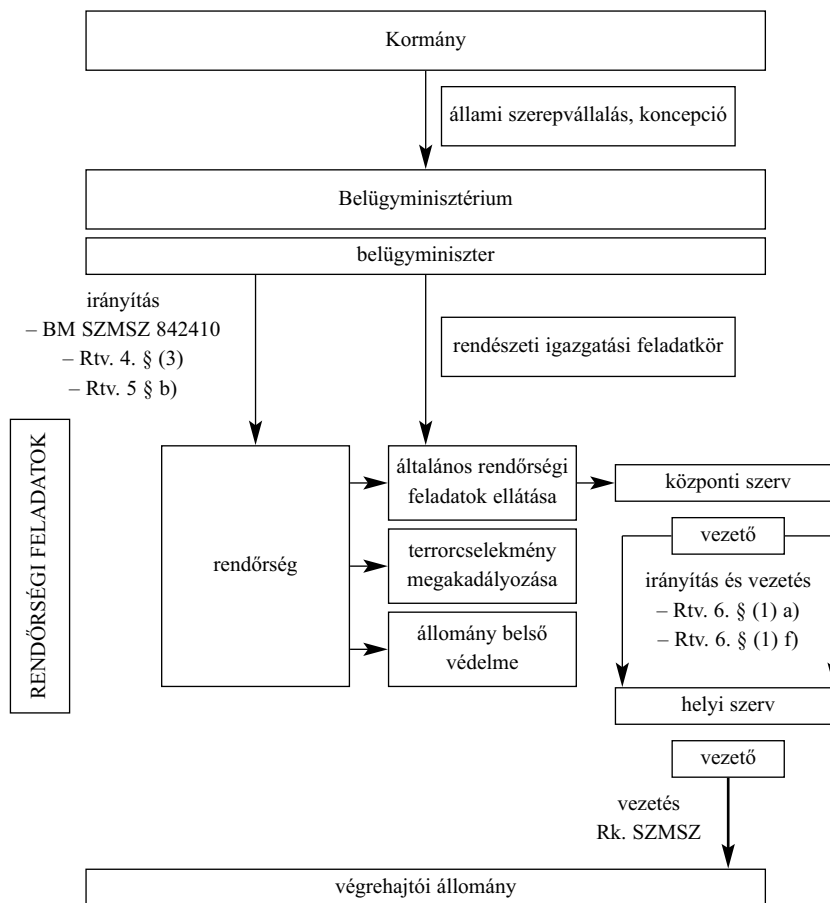 Kormány
állami szerepvállalás, koncepció
Belügyminisztérium
belügyminiszter
irányítás
– BM SZMSZ 842410
– Rtv. 4. § (3)
– Rtv. 5 § b)
rendészeti igazgatási feladatkör
RENDŐRSÉGI FELADATOK
rendőrség
általános rendőrségi
feladatok ellátása
terrorcselekmény
megakadályozása
állomány belső
védelme
központi szerv
vezető
irányítás és vezetés
– Rtv. 6. § (1) a)
– Rtv. 6. § (1) f)
helyi szerv
vezető
vezetés
Rk. SZMSZ
végrehajtói állomány